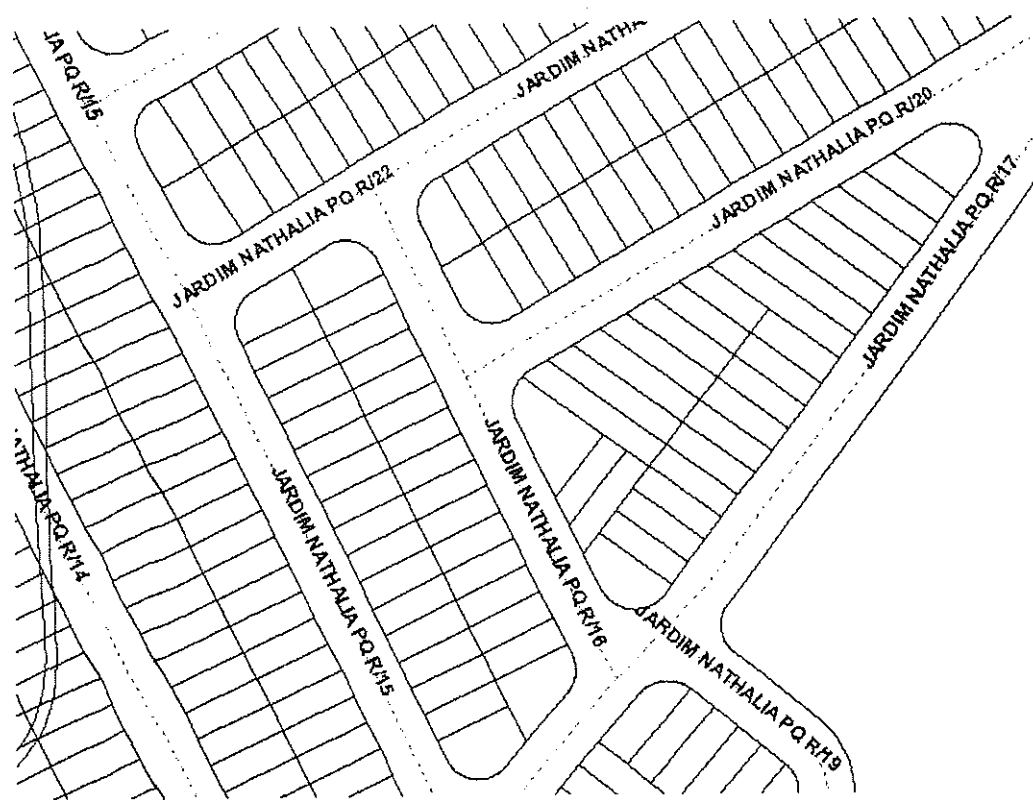 JA PQ R/15
JARDIM NATHA
JARDIM NATHALIA PQ R/20
JARDIM NATHALIA PQ R/22
JARDIM NATHALIA PQ R/17
ATHALIA PQ R/14
JARDIM NATHALIA PQ R/15
JARDIM NATHALIA PQ R/16
JARDIM NATHALIA PQ R/19